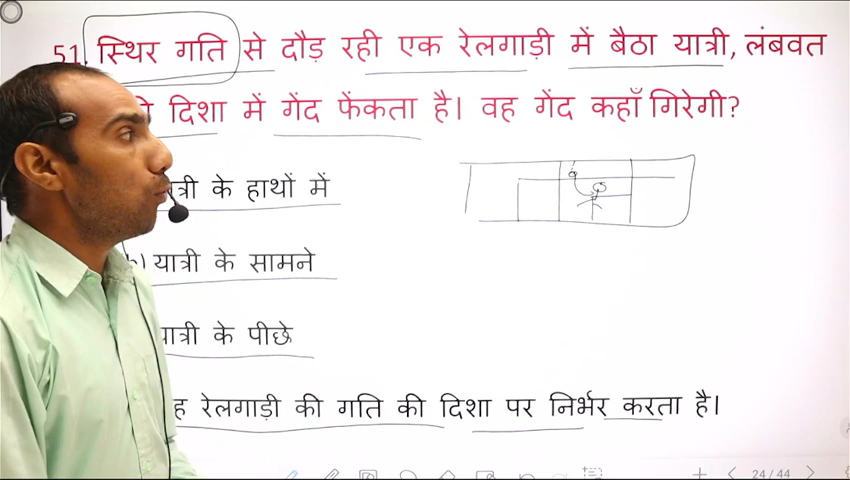 51. स्थिर गति से दौड़ रही एक रेलगाड़ी में बैठा यात्री, लंबवत
दिशा में गेंद फेंकता है। वह गेंद कहाँ गिरेगी?
के हाथों में
) यात्री के सामने
के पीछे
रेलगाड़ी की गति की दिशा पर निर्भर करता है।
24 / 44